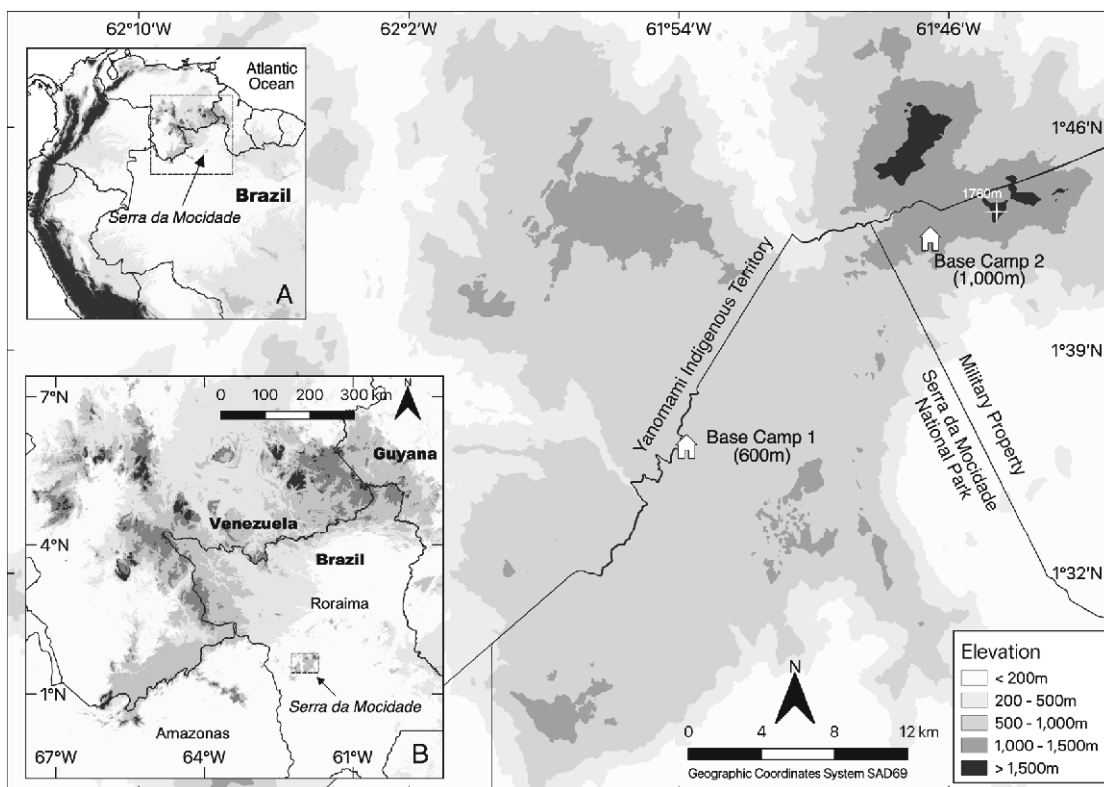 62°10'W
62°2'W
61°54'W
61°46'W
Atlantic
Ocean
Brazil
Serra da Mocidade
A
1°46'N
1760m
Base Camp 2
(1,000m)
Yanomami Indigenous Territory
1°39'N
Military Property
Serra da Mocidade
National Park
Base Camp 1
(600m)
1°32'N
7°N
0 100 200 300 km
N
Guyana
Venezuela
4°N
Brazil
Roraima
1°N
Serra da Mocidade
Amazonas
67°W
64°W
61°W
B
N
0 4 8 12 km
Geographic Coordinates System SAD69
Elevation
< 200m
200 - 500m
500 - 1,000m
1,000 - 1,500m
> 1,500m